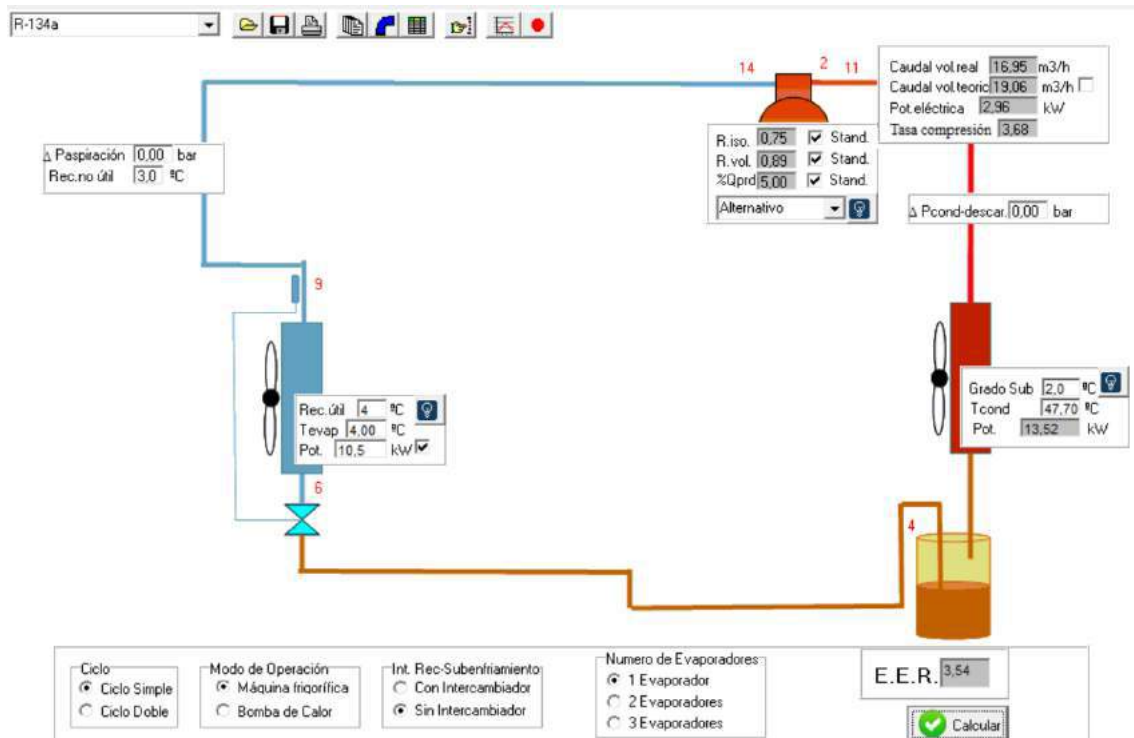 R-134a
14
2
11
Caudal vol.real 16,95 m3/h
Caudal vol.teoric 19,06 m3/h
Pot.eléctrica 2,96 kW
Tasa compresión 3,68
Δ Paspiración 0,00 bar
Rec.no útil 3,0 ºC
R.iso. 0,75 Stand.
R.vol. 0,89 Stand.
%Qprd 5,00 Stand.
Alternativo
Δ Pcond-descar. 0,00 bar
9
Rec.útil 4 ºC
Tevap 4,00 ºC
Pot. 10,5 kW
Grado Sub 2,0 ºC
Tcond 47,70 ºC
Pot. 13,52 kW
6
4
Ciclo
Ciclo Simple
Ciclo Doble
Modo de Operación
Máquina frigorífica
Bomba de Calor
Int. Rec-Subenfriamiento
Con Intercambiador
Sin Intercambiador
Numero de Evaporadores
1 Evaporador
2 Evaporadores
3 Evaporadores
E.E.R. 3,54
Calcular